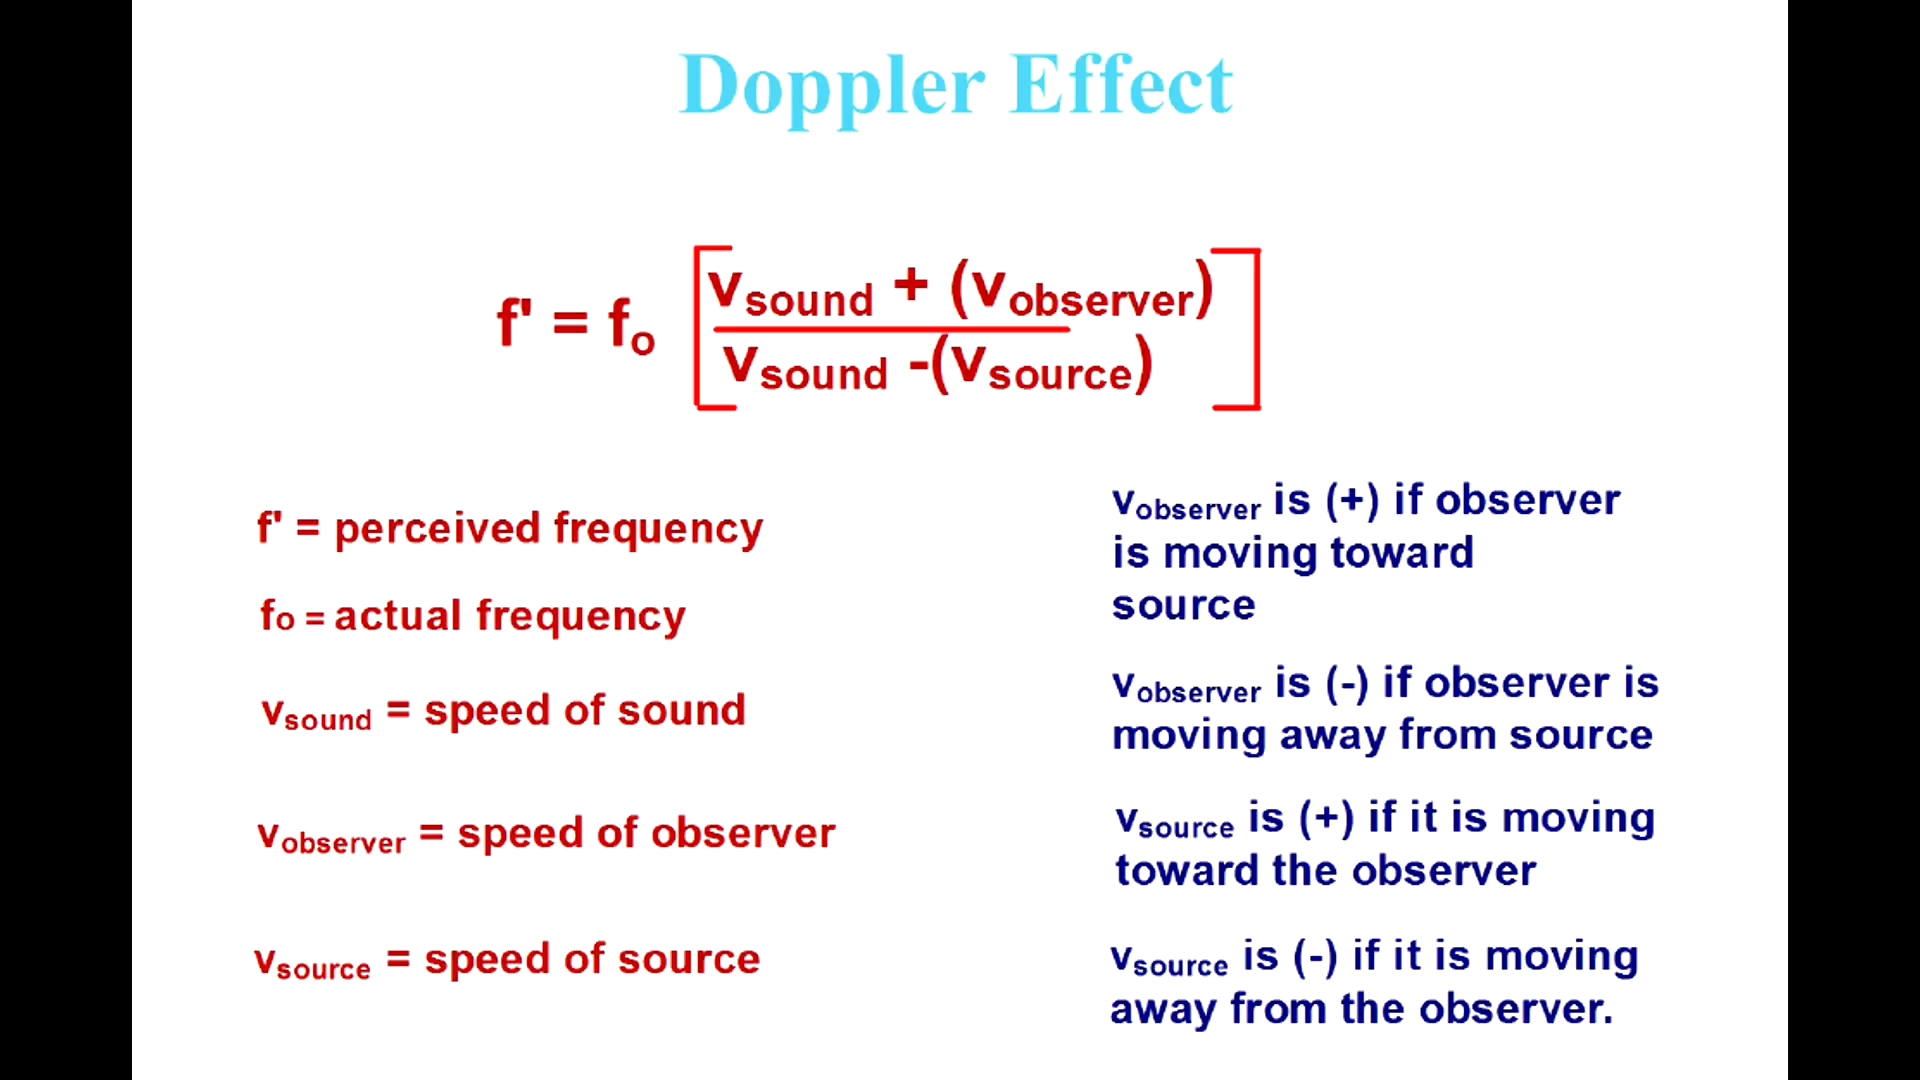 Doppler Effect
f' = fo [vsound + (vobserver)
vsound -(vsource)]
f' = perceived frequency
fo = actual frequency
vsound = speed of sound
vobserver = speed of observer
vsource = speed of source
vobserver is (+) if observer
is moving toward
source
vobserver is (-) if observer is
moving away from source
vsource is (+) if it is moving
toward the observer
vsource is (-) if it is moving
away from the observer.